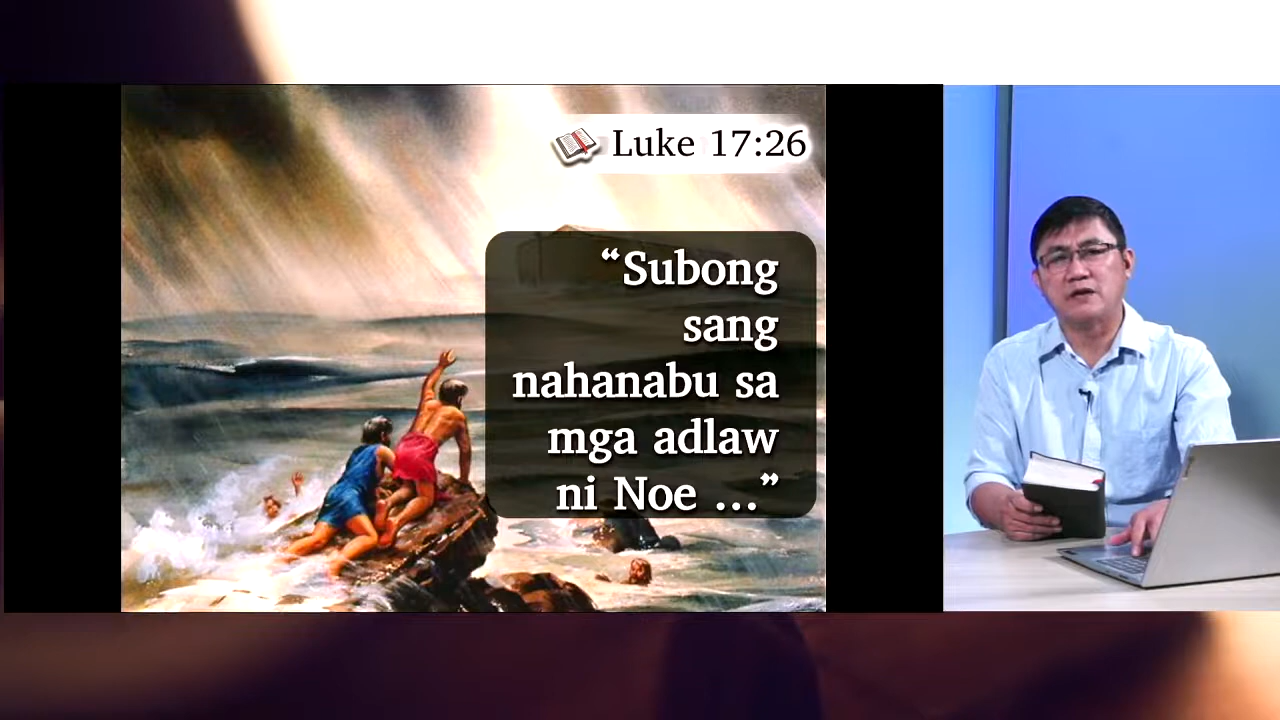 Luke 17:26
“Subong
sang
nahanabu sa
mga adlaw
ni Noe ...”